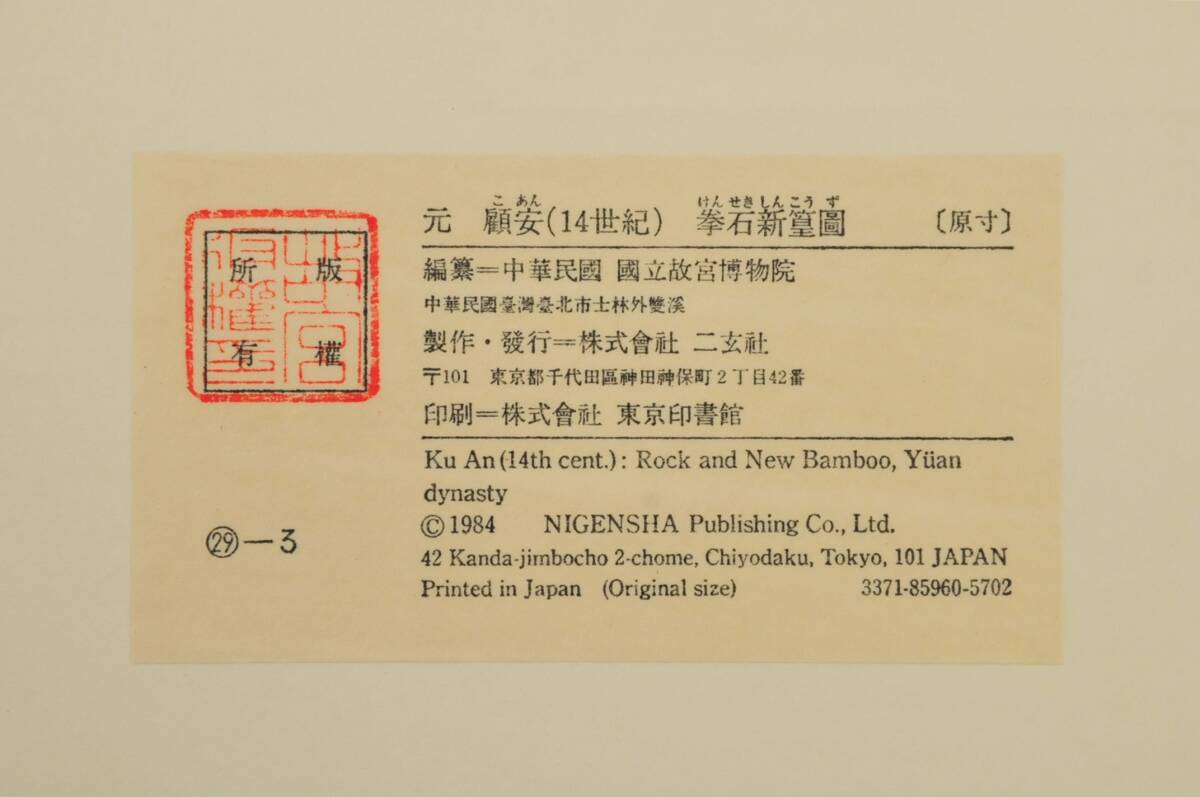 こ あん けんせきしんこうず
元 顧安(14世紀) 拳石新篁圖 〔原寸〕
編纂=中華民國 國立故宮博物院
中華民國臺灣臺北市士林外雙溪
製作・發行=株式會社 二玄社
〒101 東京都千代田區神田神保町2丁目42番
印刷=株式會社 東京印書館
Ku An (14th cent.): Rock and New Bamboo, Yüan
dynasty
©1984 NIGENSHA Publishing Co., Ltd.
42 Kanda-jimbocho 2-chome, Chiyodaku, Tokyo, 101 JAPAN
Printed in Japan (Original size) 3371-85960-5702
版權
所有
㉙—3